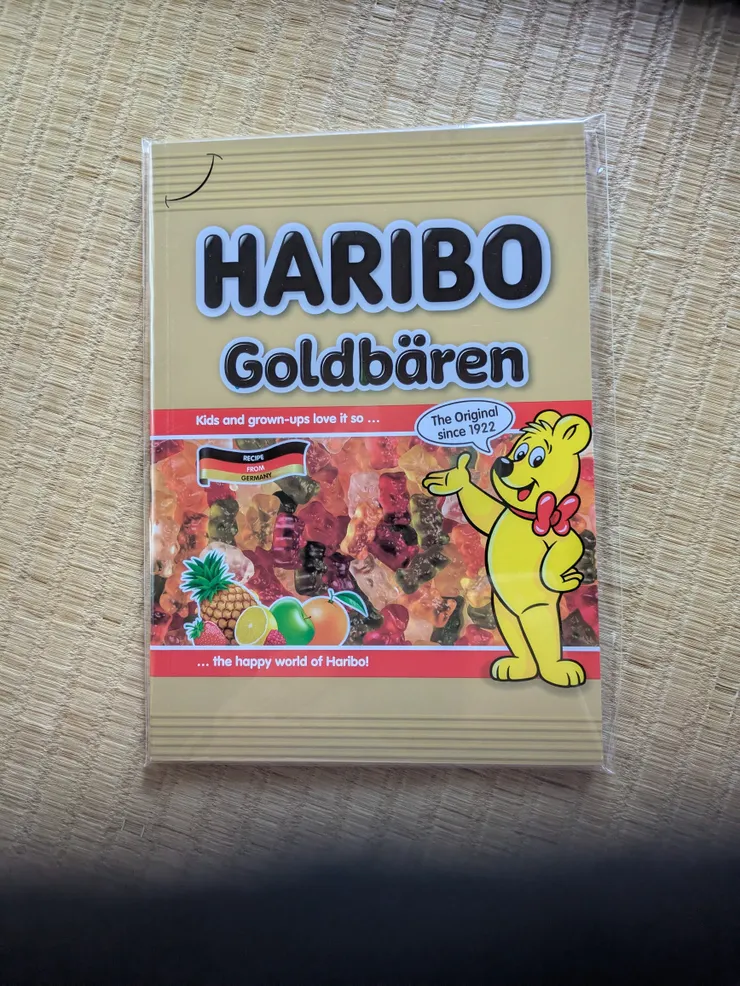 HARIBO
Goldbären
Kids and grown-ups love it so ...
The Original
since 1922
RECIPE
FROM
GERMANY
... the happy world of Haribo!